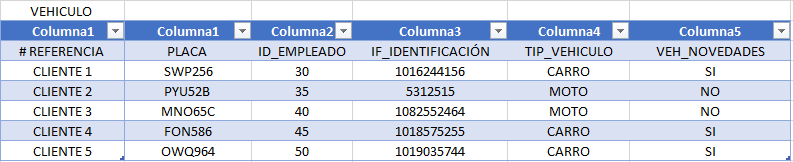 VEHICULO
Columna1 Columna1 Columna2 Columna3 Columna4 Columna5
# REFERENCIA PLACA ID_EMPLEADO IF_IDENTIFICACIÓN TIP_VEHICULO VEH_NOVEDADES
CLIENTE 1 SWP256 30 1016244156 CARRO SI
CLIENTE 2 PYU52B 35 5312515 MOTO NO
CLIENTE 3 MNO65C 40 1082552464 MOTO NO
CLIENTE 4 FON586 45 1018575255 CARRO SI
CLIENTE 5 OWQ964 50 1019035744 CARRO SI